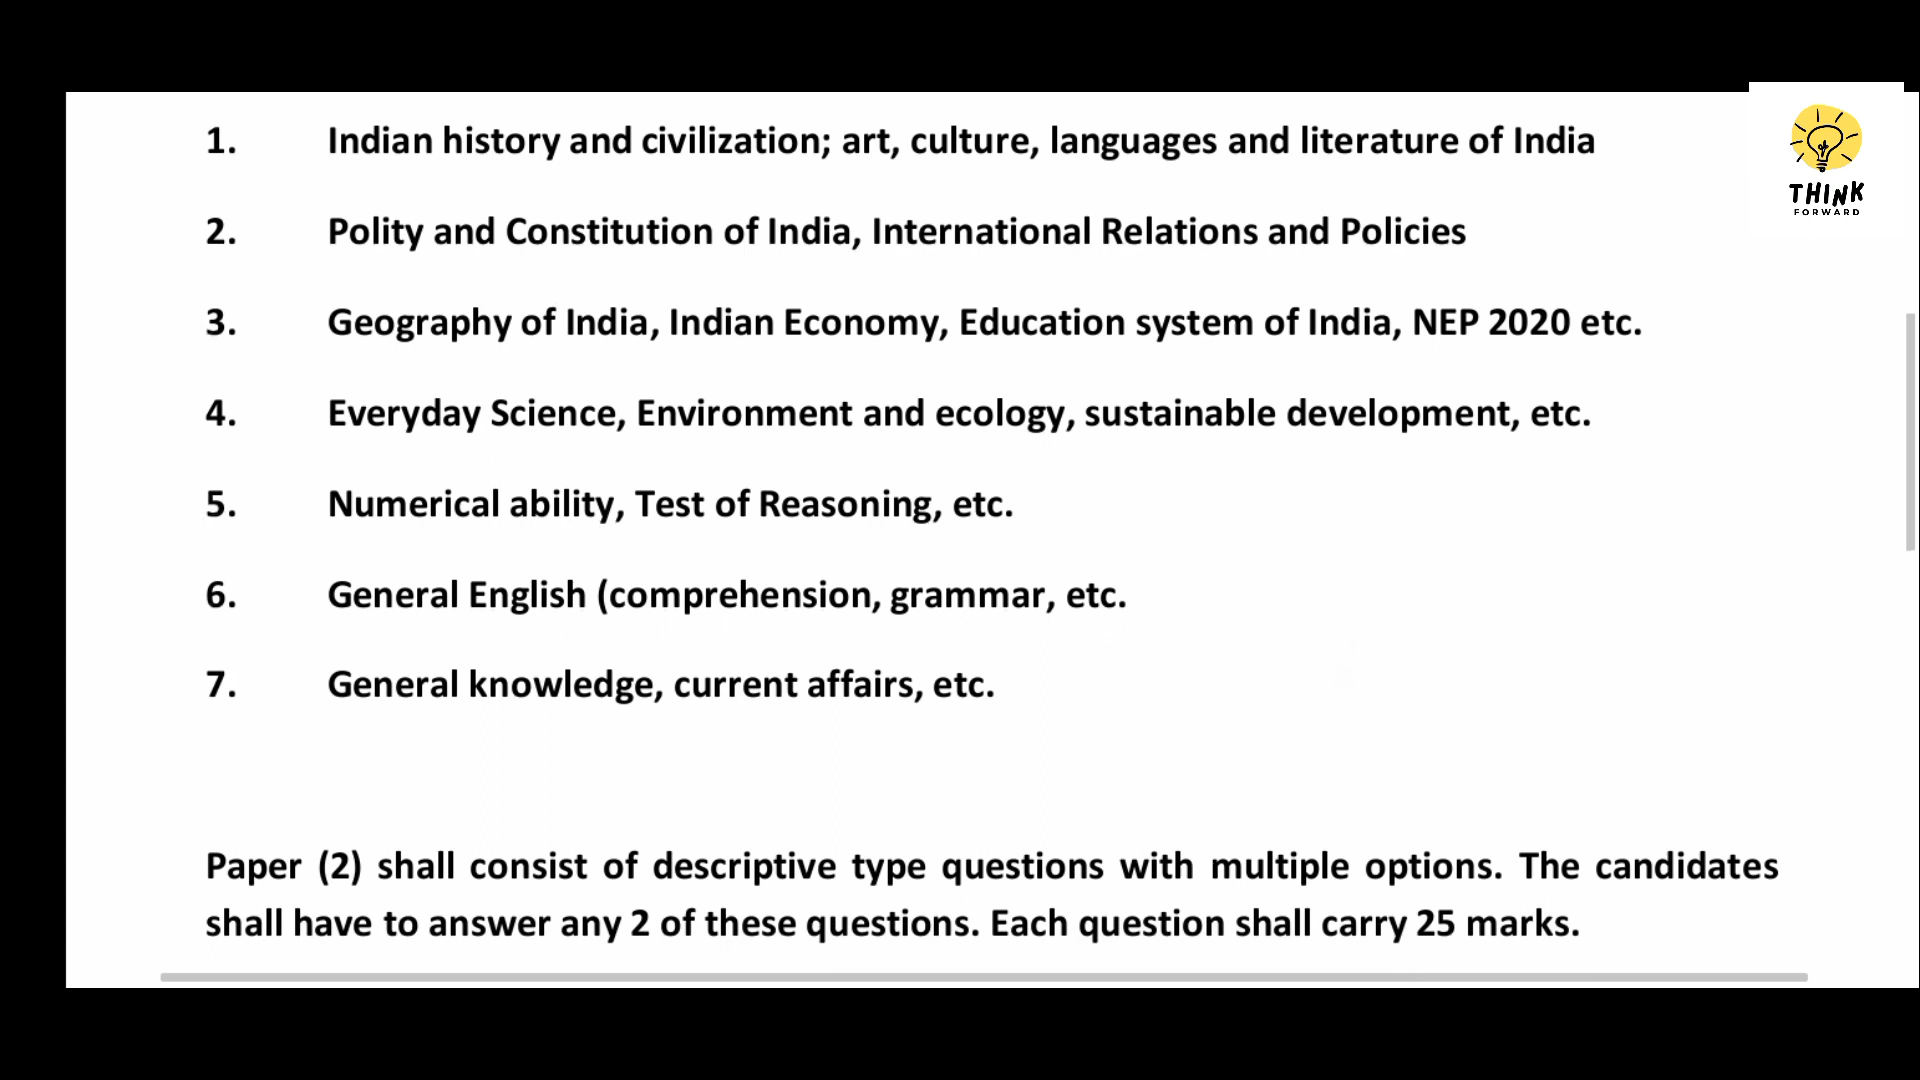 1. Indian history and civilization; art, culture, languages and literature of India
THINK
FORWARD
2. Polity and Constitution of India, International Relations and Policies
3. Geography of India, Indian Economy, Education system of India, NEP 2020 etc.
4. Everyday Science, Environment and ecology, sustainable development, etc.
5. Numerical ability, Test of Reasoning, etc.
6. General English (comprehension, grammar, etc.
7. General knowledge, current affairs, etc.
Paper (2) shall consist of descriptive type questions with multiple options. The candidates
shall have to answer any 2 of these questions. Each question shall carry 25 marks.